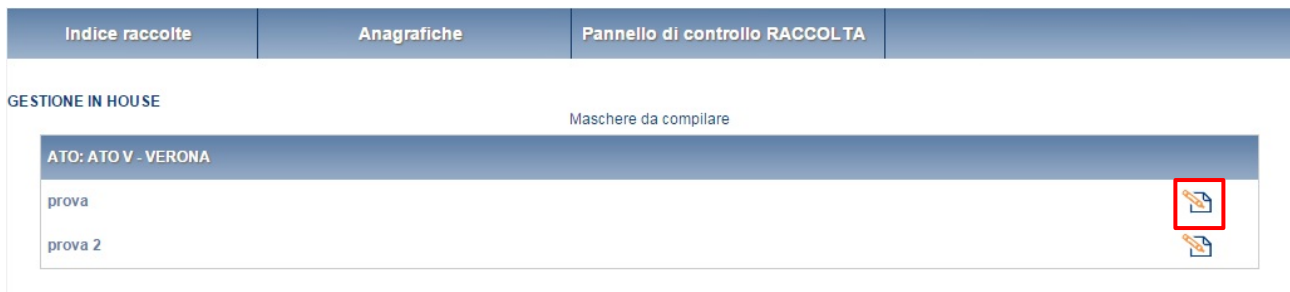 Indice raccolte Anagrafiche Pannello di controllo RACCOLTA
GESTIONE IN HOUSE
Maschere da compilare
ATO: ATO V - VERONA
prova
prova 2